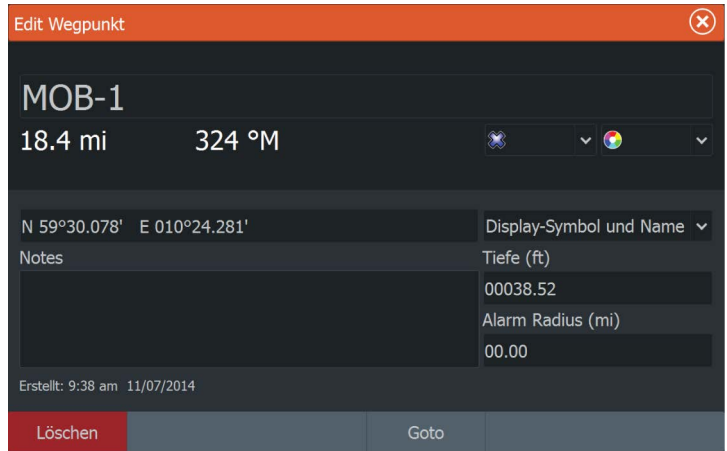 Edit Wegpunkt
MOB-1
18.4 mi 324 °M
N 59°30.078' E 010°24.281' Display-Symbol und Name
Notes Tiefe (ft)
00038.52
Alarm Radius (mi)
00.00
Erstellt: 9:38 am 11/07/2014
Löschen Goto